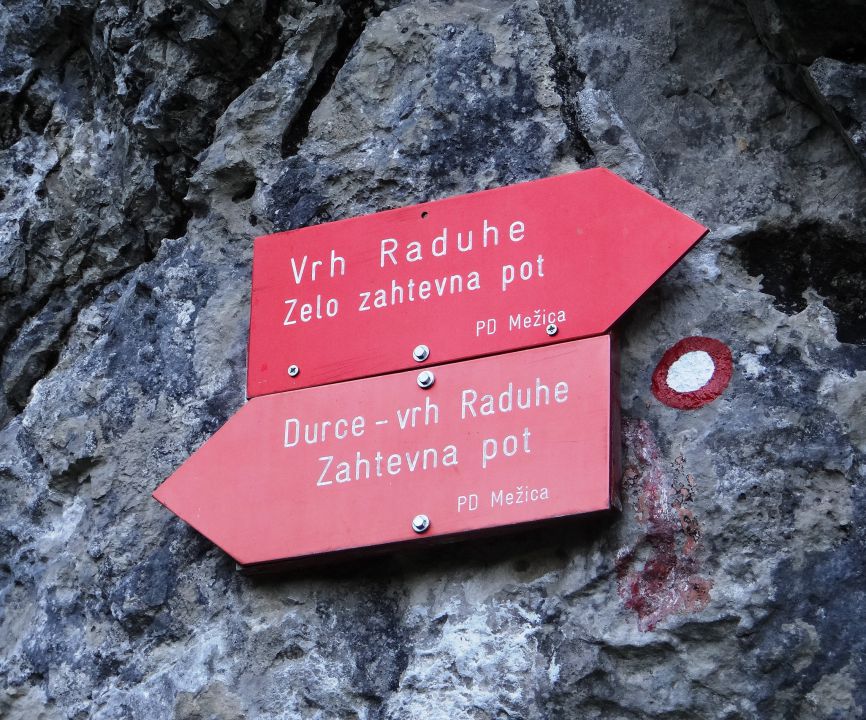 Vrh Raduhe
Zelo zahtevna pot
PD Mežica
Durce - vrh Raduhe
Zahtevna pot
PD Mežica